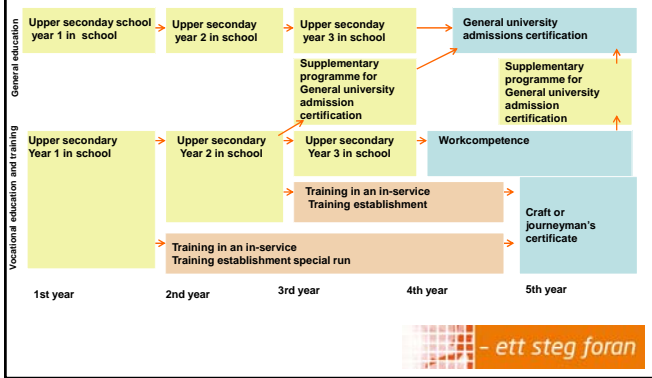 General education
Upper seconday school
year 1 in  school
Upper seconday
year 2 in school
Upper seconday
year 3 in school
General university
admissions certification
Supplementary
programme for
General university
admission
certification
Supplementary
programme for
General university
admission
certification
Vocational education and training
Upper secondary
Year 1 in school
Upper secondary
Year 2 in school
Upper secondary
Year 3 in school
Workcompetence
Training in an in-service
Training establishment
Craft or
journeyman's
certificate
Training in an in-service
Training establishment special run
1st year
2nd year
3rd year
4th year
5th year
- ett steg foran